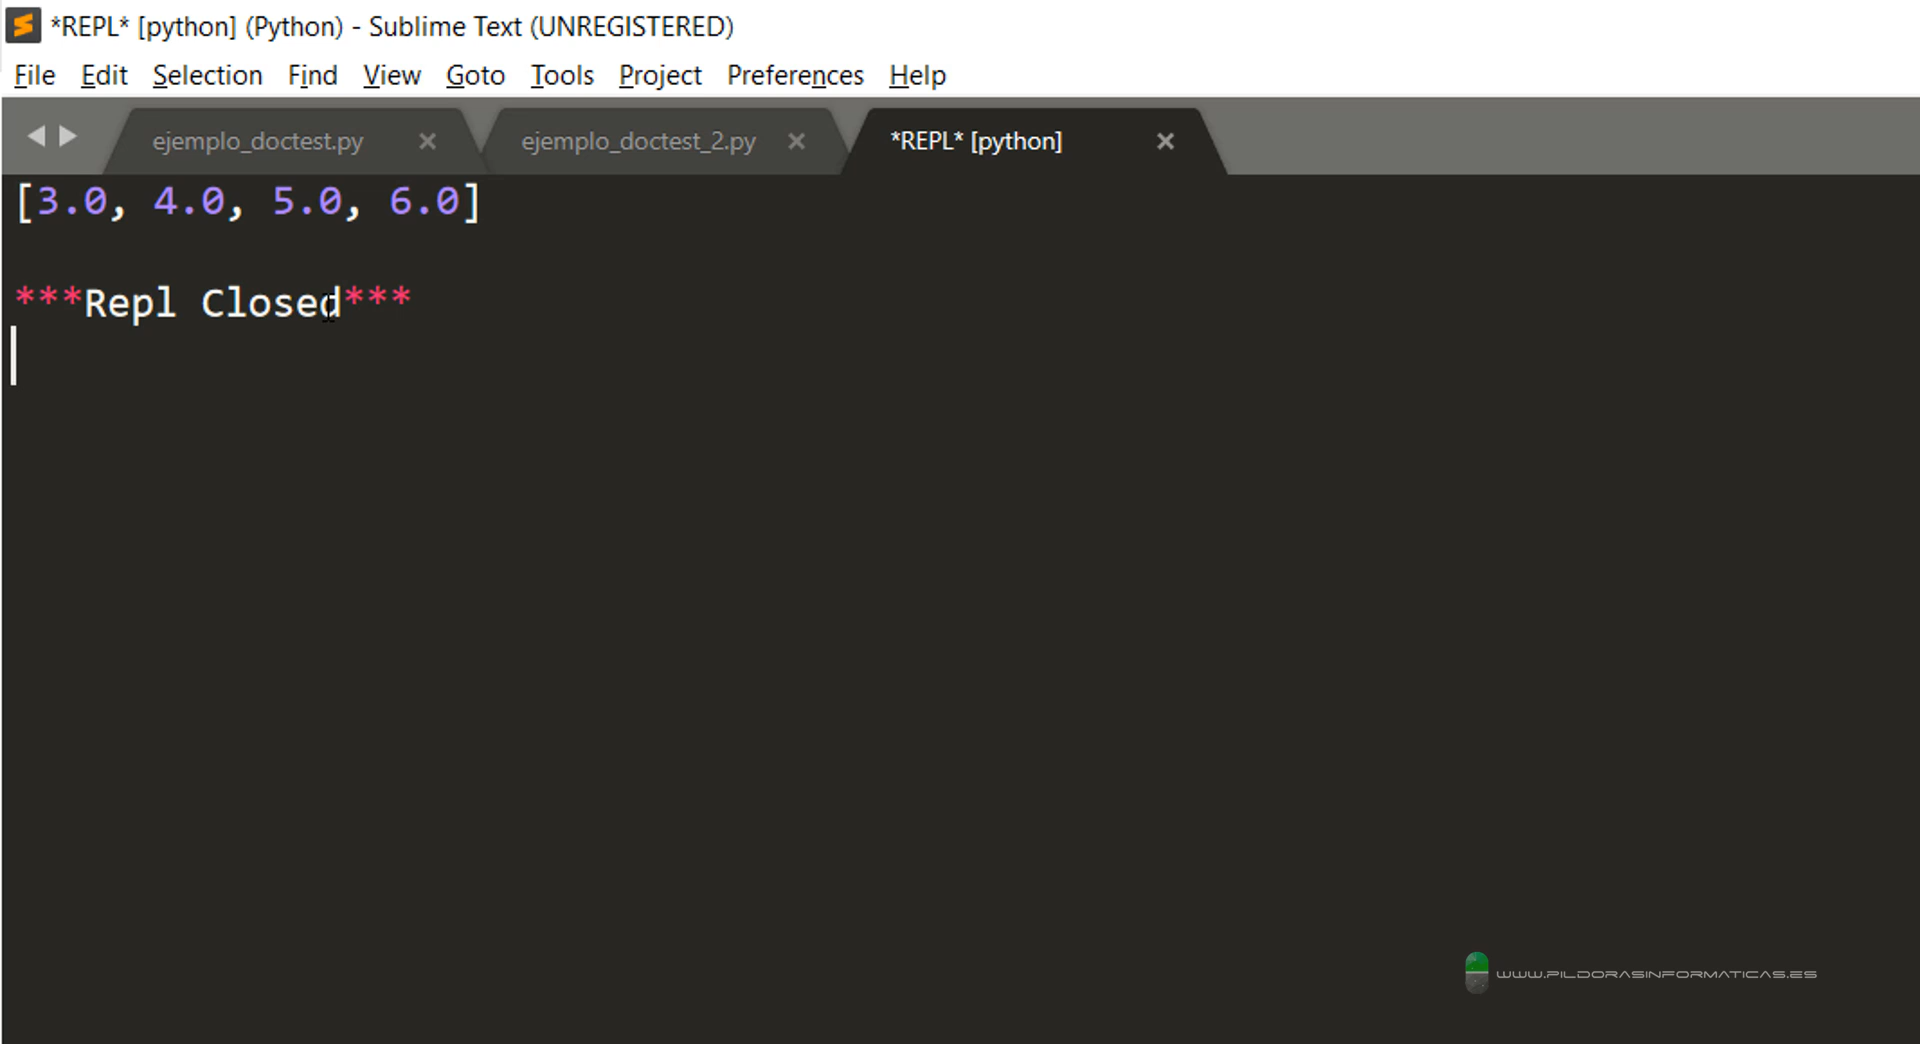 *REPL* [python] (Python) - Sublime Text (UNREGISTERED)
File Edit Selection Find View Goto Tools Project Preferences Help
ejemplo_doctest.py ejemplo_doctest_2.py *REPL* [python]
[3.0, 4.0, 5.0, 6.0]
***Repl Closed***
WWW.PILDORASINFORMATICAS.ES